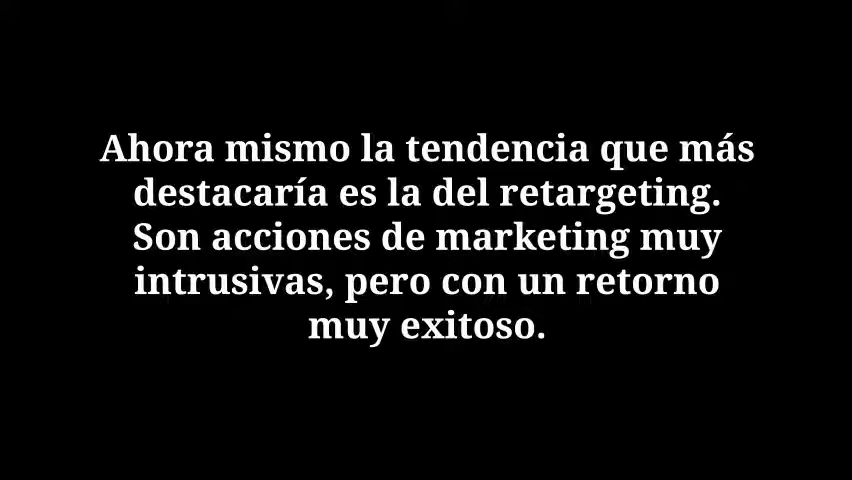 Ahora mismo la tendencia que más
destacaría es la del retargeting.
Son acciones de marketing muy
intrusivas, pero con un retorno
muy exitoso.